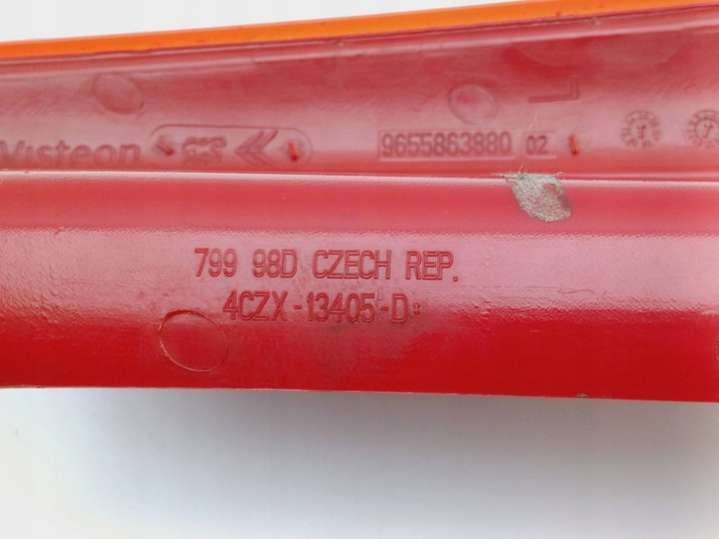 L
Visteon 9655863880 02
799 98D CZECH REP.
4CZX-13405-D